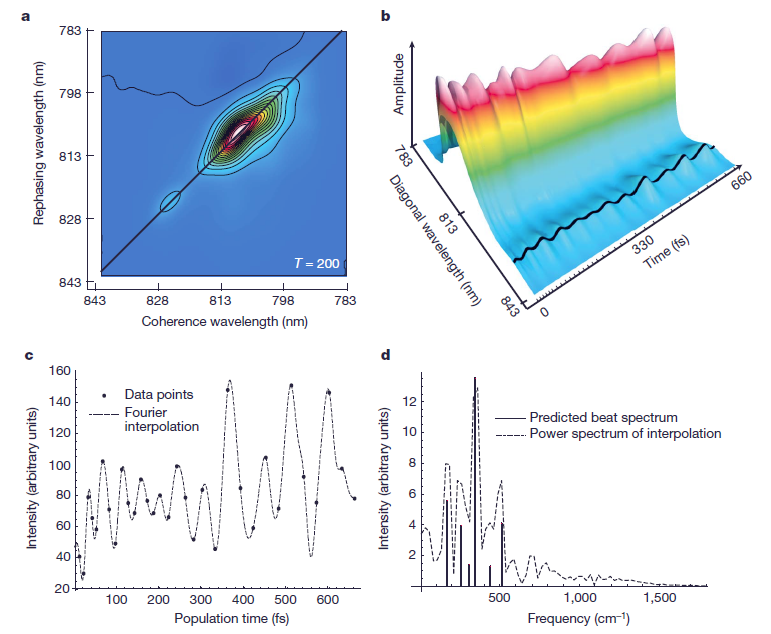 a
783
798
813
828
843
Rephasing wavelength (nm)
T = 200
843
828
813
798
783
Coherence wavelength (nm)
b
Amplitude
783
813
843
Diagonal wavelength (nm)
0
330
660
Time (fs)
c
160
140
120
100
80
60
40
20
Intensity (arbitrary units)
Data points
Fourier
interpolation
100
200
300
400
500
600
Population time (fs)
d
12
10
8
6
4
2
Intensity (arbitrary units)
Predicted beat spectrum
Power spectrum of interpolation
500
1,000
1,500
Frequency (cm⁻¹)